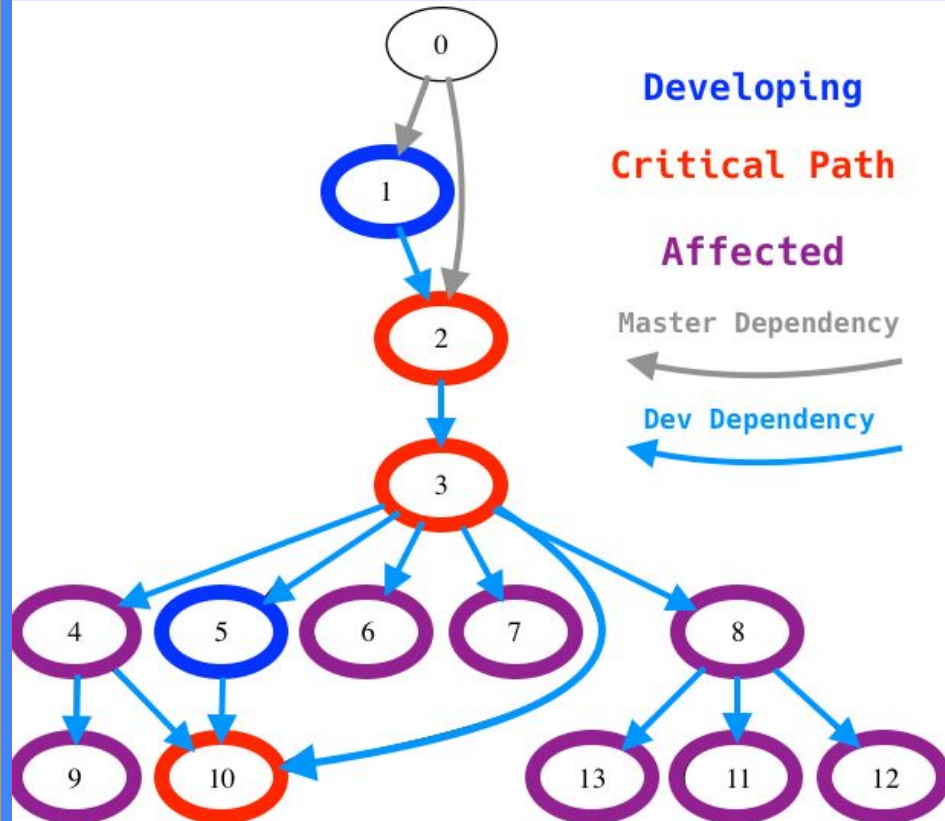 0
Developing
Critical Path
1
Affected
Master Dependency
2
Dev Dependency
3
4
5
6
7
8
9
10
13
11
12